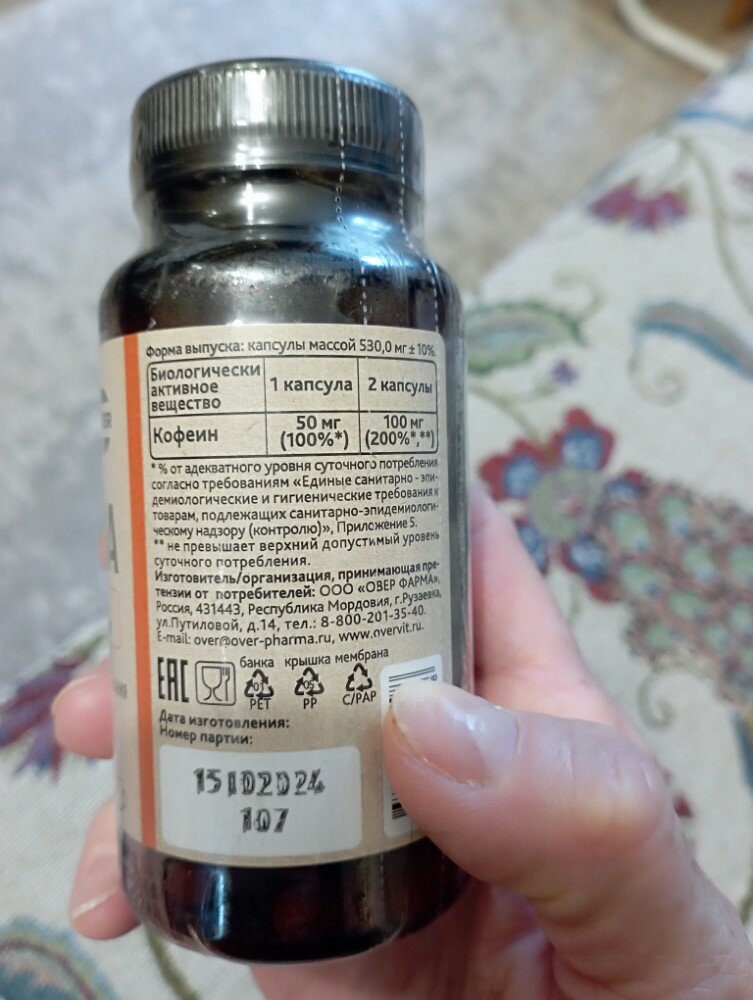 Форма выпуска: капсулы массой 530,0 мг ± 10%.
Биологически активное вещество 1 капсула 2 капсулы
Кофеин 50 мг (100%*) 100 мг (200%*,**)
* % от адекватного уровня суточного потребления
согласно требованиям «Единые санитарно-эпи-
демиологические и гигиенические требования к
товарам, подлежащих санитарно-эпидемиологи-
ческому надзору (контролю)», Приложение 5.
** не превышает верхний допустимый уровень
суточного потребления.
Изготовитель/организация, принимающая пре-
тензии от потребителей: ООО «ОВЕР ФАРМА»,
Россия, 431443, Республика Мордовия, г.Рузаевка,
ул.Путиловой, д.14, тел.: 8-800-201-35-40.
E-mail: over@over-pharma.ru, www.overvit.ru.
банка крышка мембрана
EAC
PET PP C/PAP
Дата изготовления:
Номер партии:
15102024
107